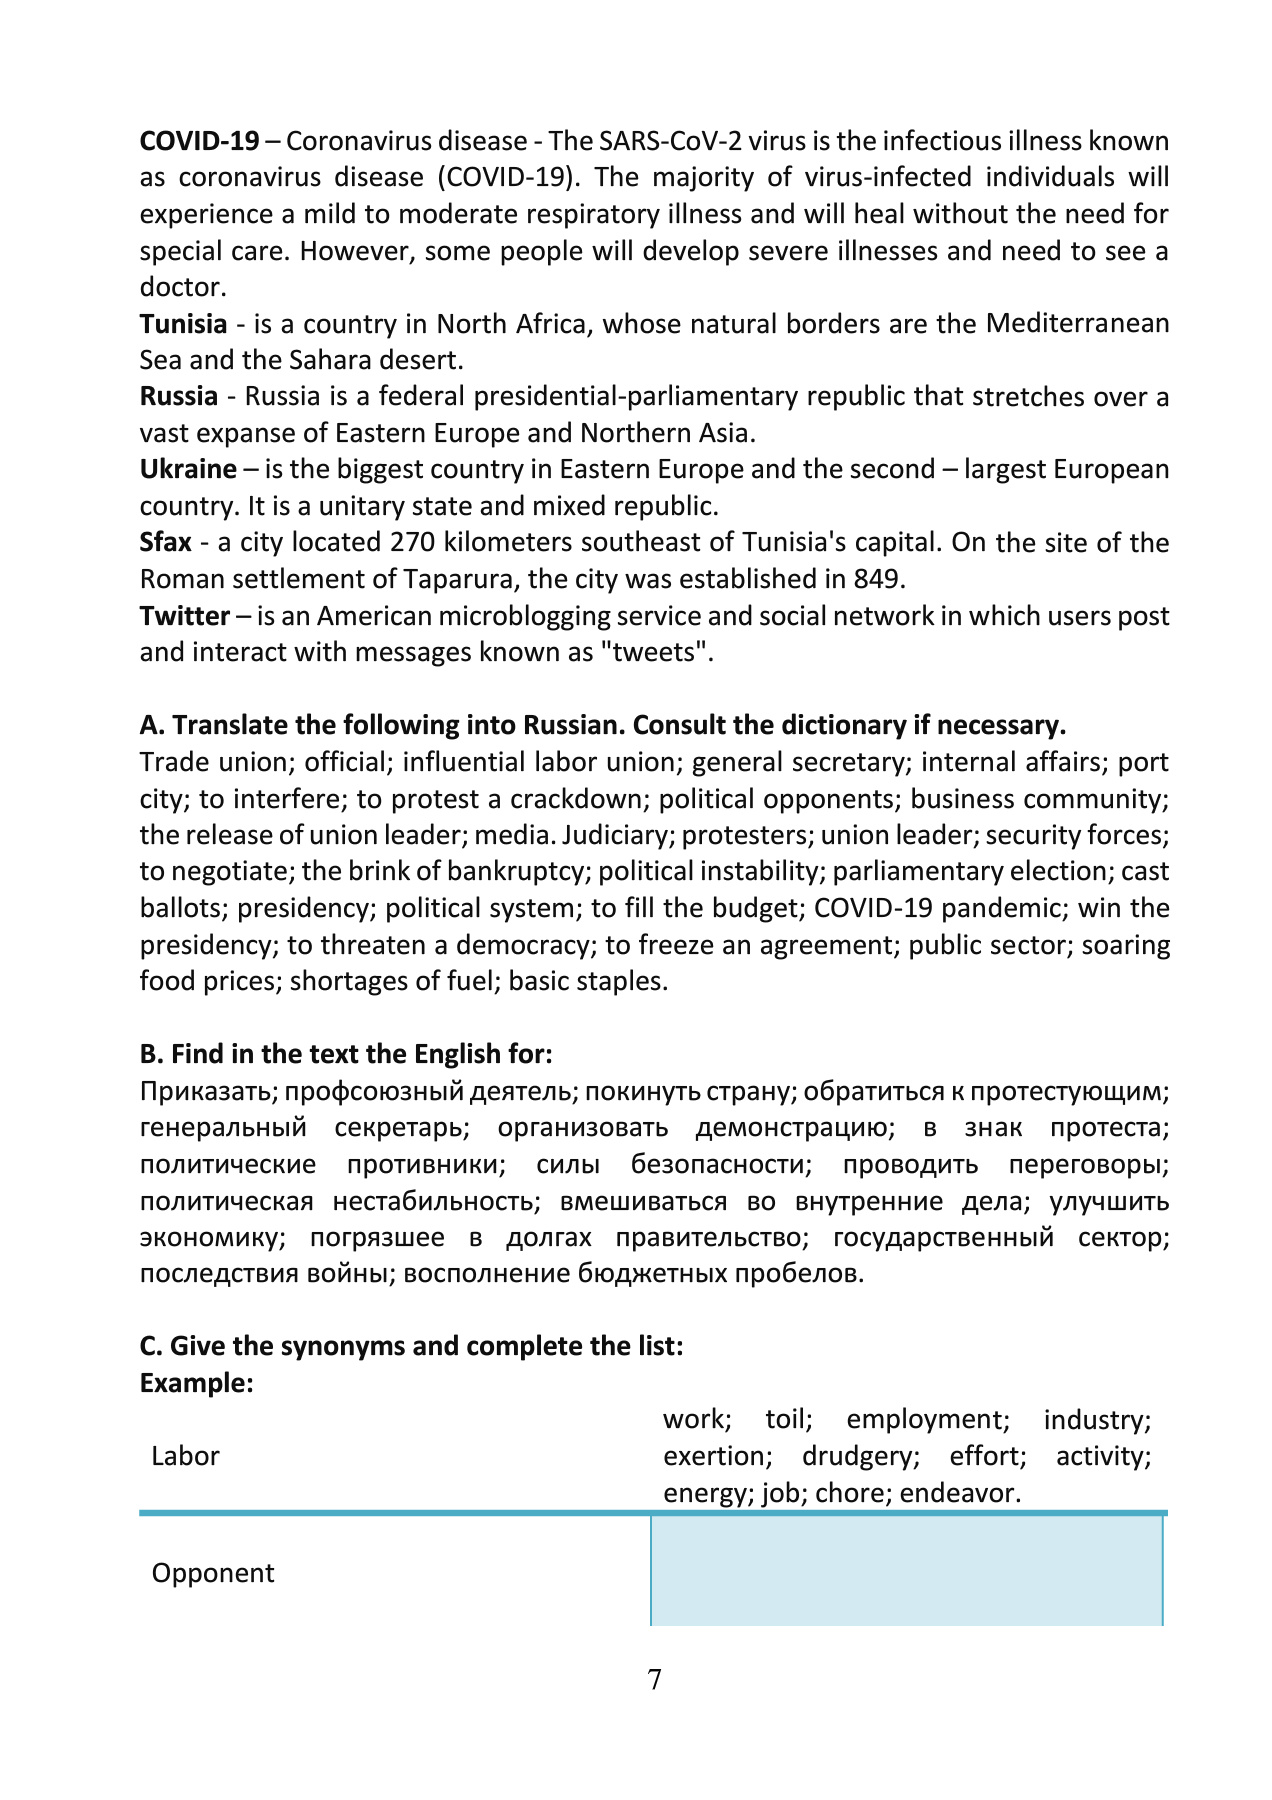 COVID-19 – Coronavirus disease - The SARS-CoV-2 virus is the infectious illness known
as coronavirus disease (COVID-19). The majority of virus-infected individuals will
experience a mild to moderate respiratory illness and will heal without the need for
special care. However, some people will develop severe illnesses and need to see a
doctor.
Tunisia - is a country in North Africa, whose natural borders are the Mediterranean
Sea and the Sahara desert.
Russia - Russia is a federal presidential-parliamentary republic that stretches over a
vast expanse of Eastern Europe and Northern Asia.
Ukraine – is the biggest country in Eastern Europe and the second – largest European
country. It is a unitary state and mixed republic.
Sfax - a city located 270 kilometers southeast of Tunisia's capital. On the site of the
Roman settlement of Taparura, the city was established in 849.
Twitter – is an American microblogging service and social network in which users post
and interact with messages known as "tweets".
A. Translate the following into Russian. Consult the dictionary if necessary.
Trade union; official; influential labor union; general secretary; internal affairs; port
city; to interfere; to protest a crackdown; political opponents; business community;
the release of union leader; media. Judiciary; protesters; union leader; security forces;
to negotiate; the brink of bankruptcy; political instability; parliamentary election; cast
ballots; presidency; political system; to fill the budget; COVID-19 pandemic; win the
presidency; to threaten a democracy; to freeze an agreement; public sector; soaring
food prices; shortages of fuel; basic staples.
B. Find in the text the English for:
Приказать; профсоюзный деятель; покинуть страну; обратиться к протестующим;
генеральный секретарь; организовать демонстрацию; в знак протеста;
политические противники; силы безопасности; проводить переговоры;
политическая нестабильность; вмешиваться во внутренние дела; улучшить
экономику; погрязшее в долгах правительство; государственный сектор;
последствия войны; восполнение бюджетных пробелов.
C. Give the synonyms and complete the list:
Example:
work; toil; employment; industry;
Labor exertion; drudgery; effort; activity;
energy; job; chore; endeavor.
Opponent
7